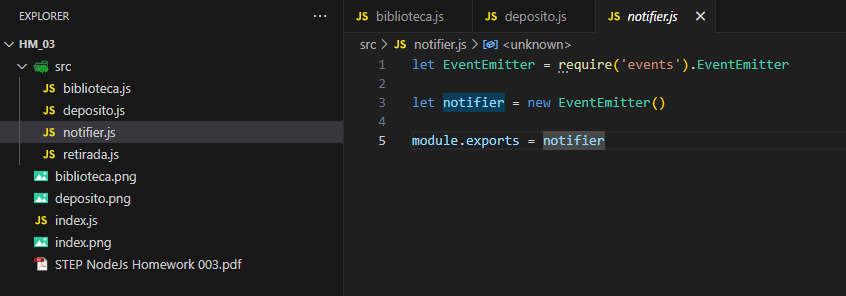 EXPLORER ...
HM_03
src
JS biblioteca.js
JS deposito.js
JS notifier.js
JS retirada.js
biblioteca.png
deposito.png
JS index.js
index.png
STEP NodeJs Homework 003.pdf
JS biblioteca.js JS deposito.js JS notifier.js
src > JS notifier.js > <unknown>
1 let EventEmitter = require('events').EventEmitter
2
3 let notifier = new EventEmitter()
4
5 module.exports = notifier